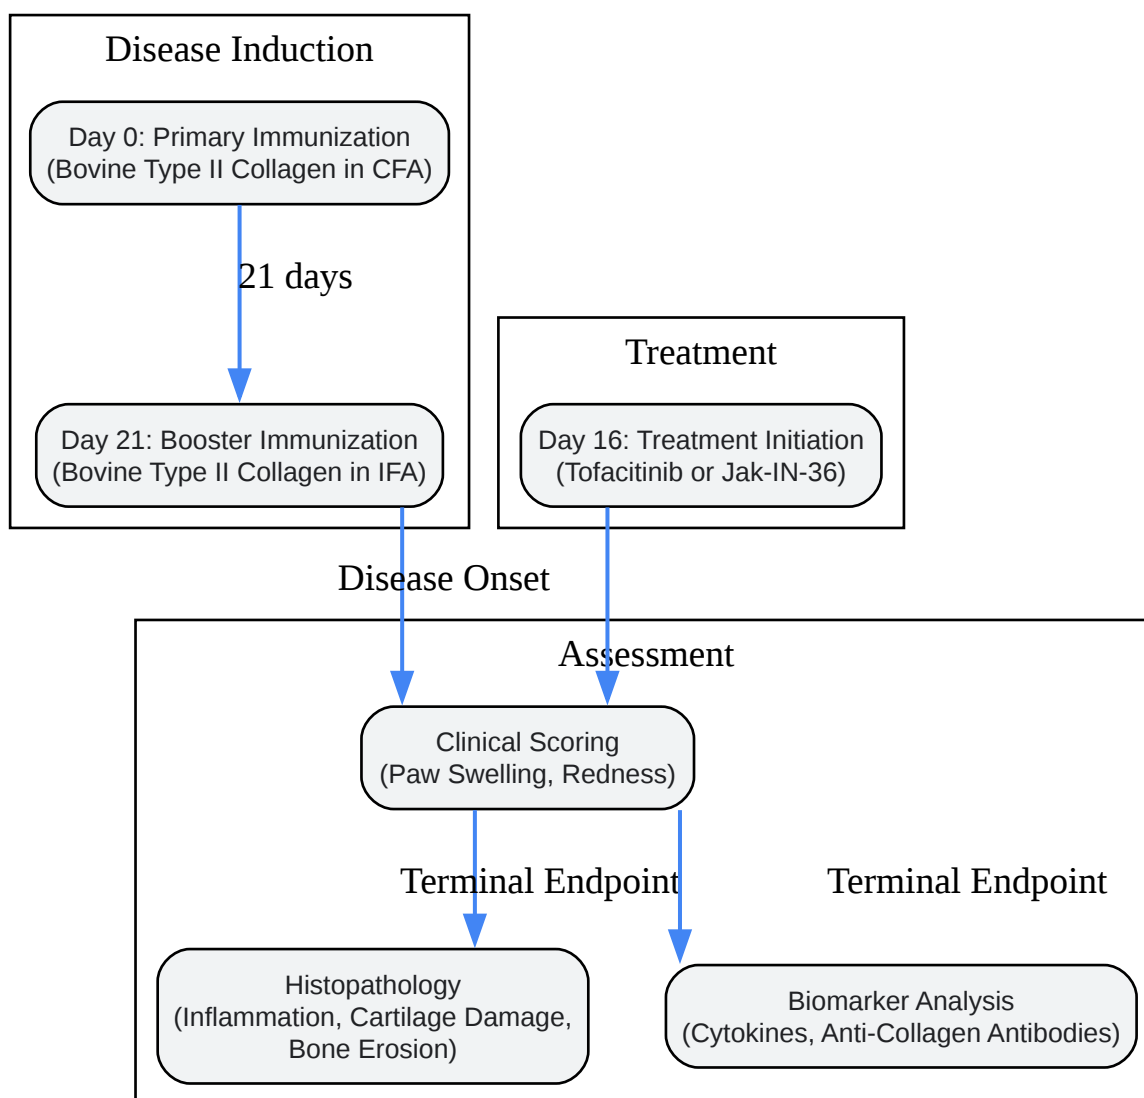 Disease Induction
Day 0: Primary Immunization
(Bovine Type II Collagen in CFA)
21 days
Day 21: Booster Immunization
(Bovine Type II Collagen in IFA)
Treatment
Day 16: Treatment Initiation
(Tofacitinib or Jak-IN-36)
Disease Onset
Assessment
Clinical Scoring
(Paw Swelling, Redness)
Terminal Endpoint
Terminal Endpoint
Histopathology
(Inflammation, Cartilage Damage,
Bone Erosion)
Biomarker Analysis
(Cytokines, Anti-Collagen Antibodies)